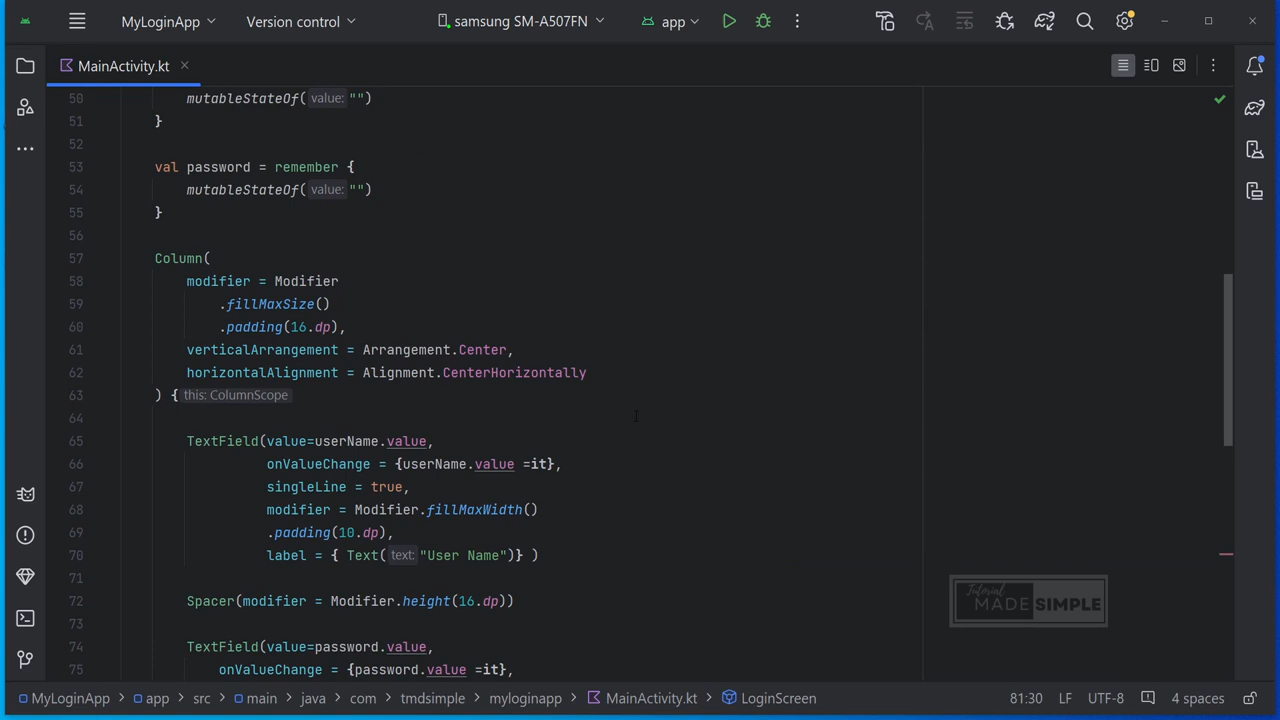 MyLoginApp Version control samsung SM-A507FN app
MainActivity.kt
50 mutableStateOf( value: "")
51 }
52
53 val password = remember {
54 mutableStateOf( value: "")
55 }
56
57 Column(
58 modifier = Modifier
59 .fillMaxSize()
60 .padding(16.dp),
61 verticalArrangement = Arrangement.Center,
62 horizontalAlignment = Alignment.CenterHorizontally
63 ) { this: ColumnScope
64
65 TextField(value=userName.value,
66 onValueChange = {userName.value =it},
67 singleLine = true,
68 modifier = Modifier.fillMaxWidth()
69 .padding(10.dp),
70 label = { Text( text: "User Name")} )
71
72 Spacer(modifier = Modifier.height(16.dp))
73
74 TextField(value=password.value,
75 onValueChange = {password.value =it},
Tutorial
MADE SIMPLE
MyLoginApp > app > src > main > java > com > tmdsimple > myloginapp > MainActivity.kt > LoginScreen 81:30 LF UTF-8 4 spaces